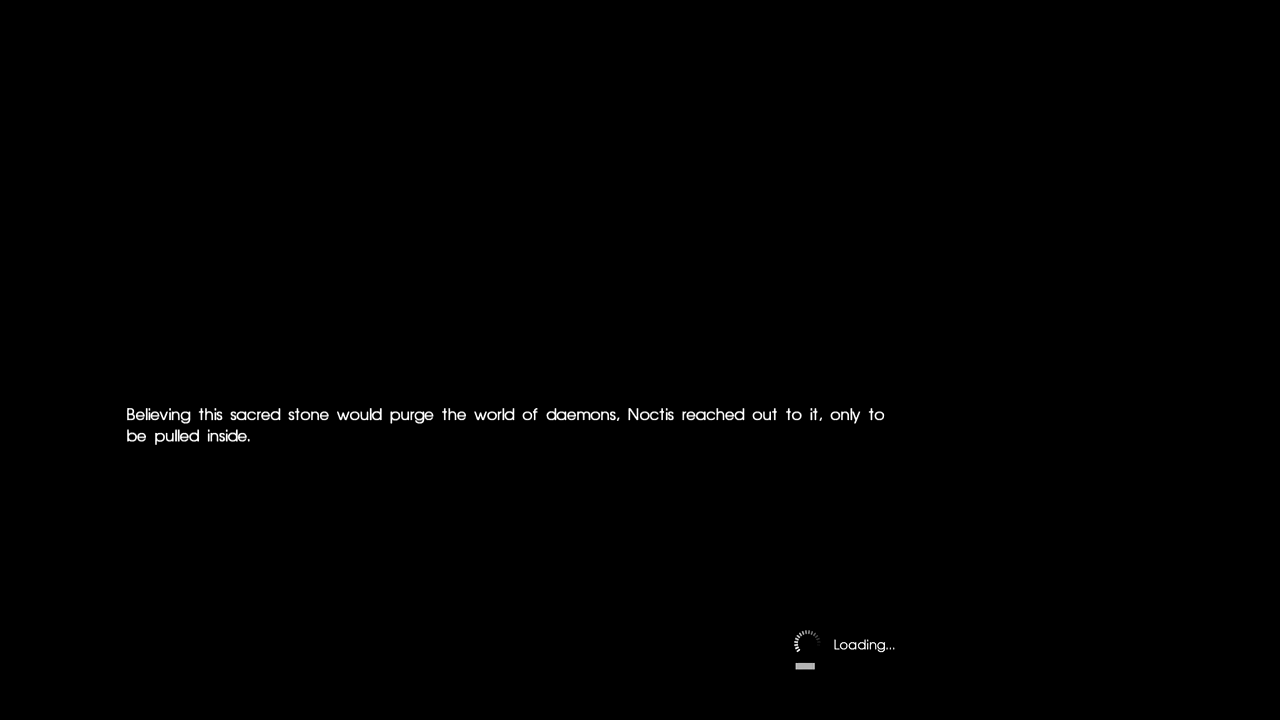 Believing this sacred stone would purge the world of daemons, Noctis reached out to it, only to
be pulled inside.
Loading...